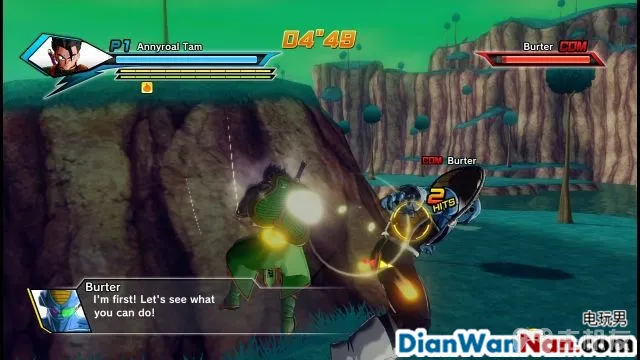 P1 Annyroal Tam
04"49
Burter COM
COM Burter
2
HITS
Burter
I'm first! Let's see what
you can do!
电玩男
DianWanNan.com